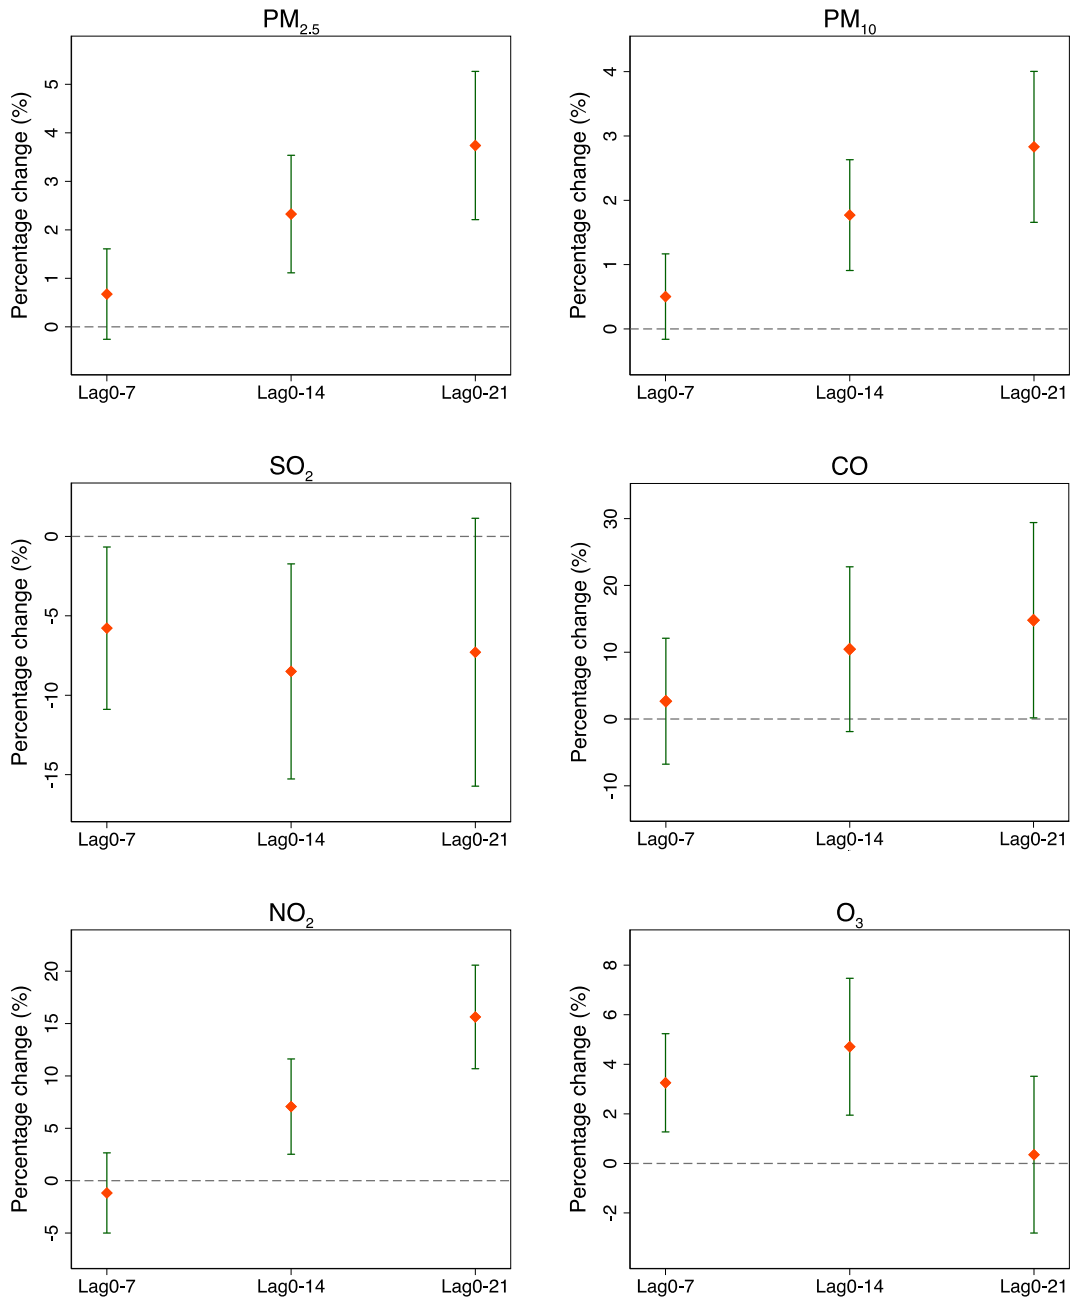 PM2.5
Percentage change (%)
5
4
3
2
1
0
Lag0-7 Lag0-14 Lag0-21
PM10
Percentage change (%)
4
3
2
1
0
Lag0-7 Lag0-14 Lag0-21
SO2
Percentage change (%)
0
-5
-10
-15
Lag0-7 Lag0-14 Lag0-21
CO
Percentage change (%)
30
20
10
0
-10
Lag0-7 Lag0-14 Lag0-21
NO2
Percentage change (%)
20
15
10
5
0
-5
Lag0-7 Lag0-14 Lag0-21
O3
Percentage change (%)
8
6
4
2
0
-2
Lag0-7 Lag0-14 Lag0-21